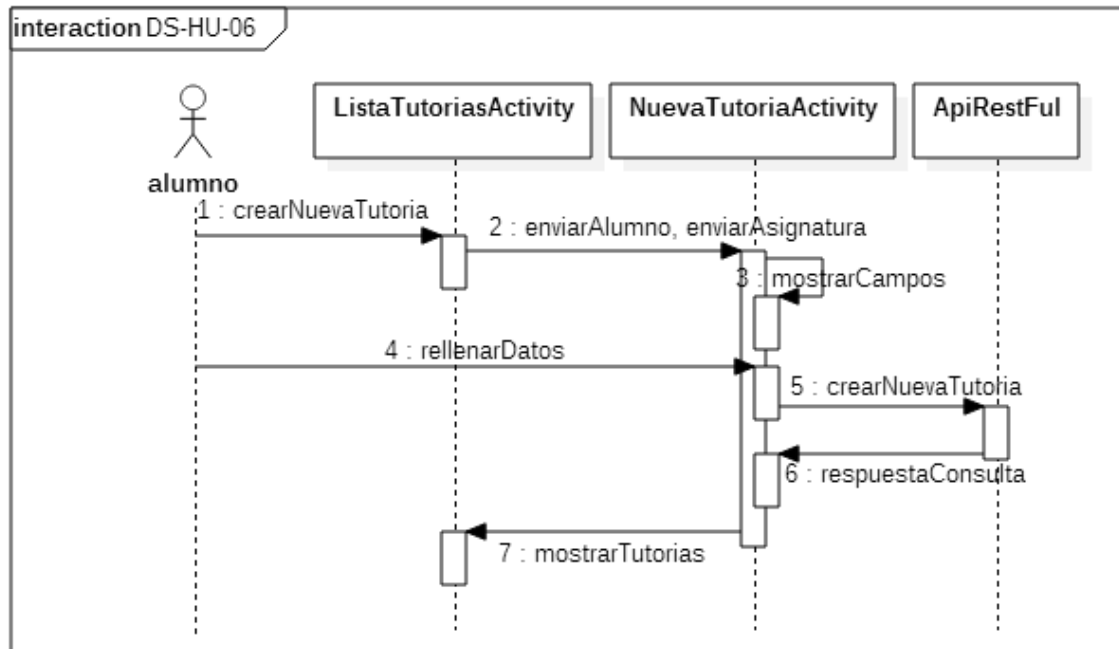 interaction DS-HU-06
ListaTutoriasActivity
NuevaTutoriaActivity
ApiRestFul
alumno
1 : crearNuevaTutoria
2 : enviarAlumno, enviarAsignatura
3 : mostrarCampos
4 : rellenarDatos
5 : crearNuevaTutoria
6 : respuestaConsulta
7 : mostrarTutorias